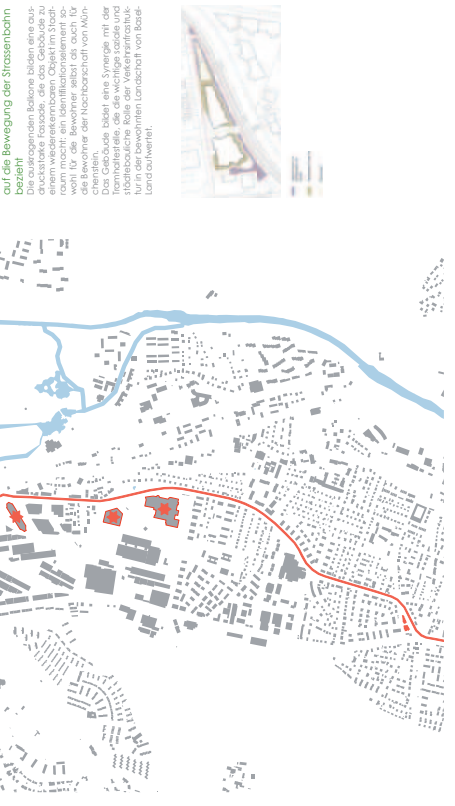 auf die Bewegung der Strassenbahn
bezieht
Die auskragenden Balkone bilden eine aus-
drucksstarke Fassade, die das Gebäude zu
einem wiedererkennbaren Objekt im Stadt-
raum macht; ein Identifikationselement so-
wohl für die Bewohner selbst als auch für
die Bewohner der Nachbarschaft von Mün-
chenstein.
Das Gebäude bildet eine Synergie mit der
Tramhaltestelle, die die wichtige soziale und
städtebauliche Rolle der Verkehrsinfrastruk-
tur in der bewohnten Landschaft von Basel-
Land aufwertet.